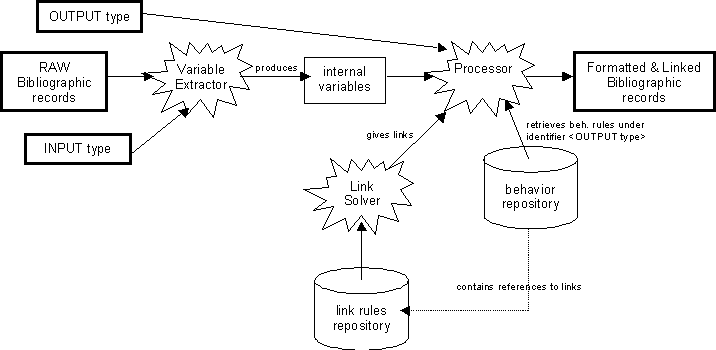 OUTPUT type
RAW
Bibliographic
records
Variable
Extractor
produces
internal
variables
Processor
Formatted & Linked
Bibliographic
records
INPUT type
gives links
retrieves beh. rules under
identifier <OUTPUT type>
Link
Solver
behavior
repository
contains references to links
link rules
repository